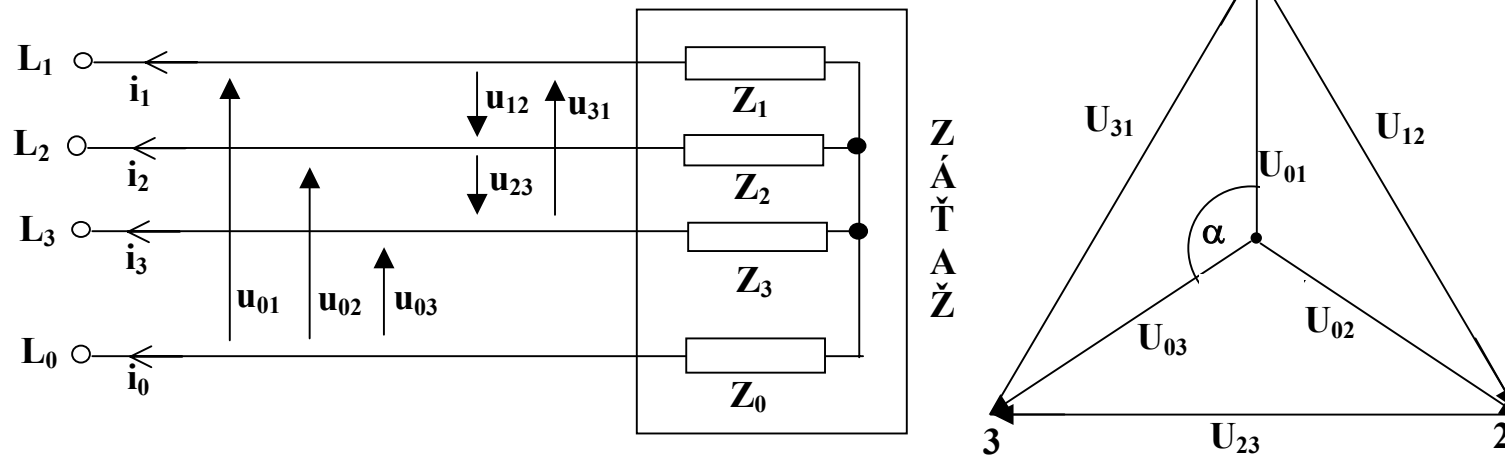 L₁
i₁
L₂
i₂
L₃
i₃
L₀
i₀
u₀₁
u₀₂
u₀₃
u₁₂
u₂₃
u₃₁
Z₁
Z₂
Z₃
Z₀
Z
Á
Ť
A
Ž
U₃₁
U₁₂
U₀₁
α
U₀₃
U₀₂
3
U₂₃
2